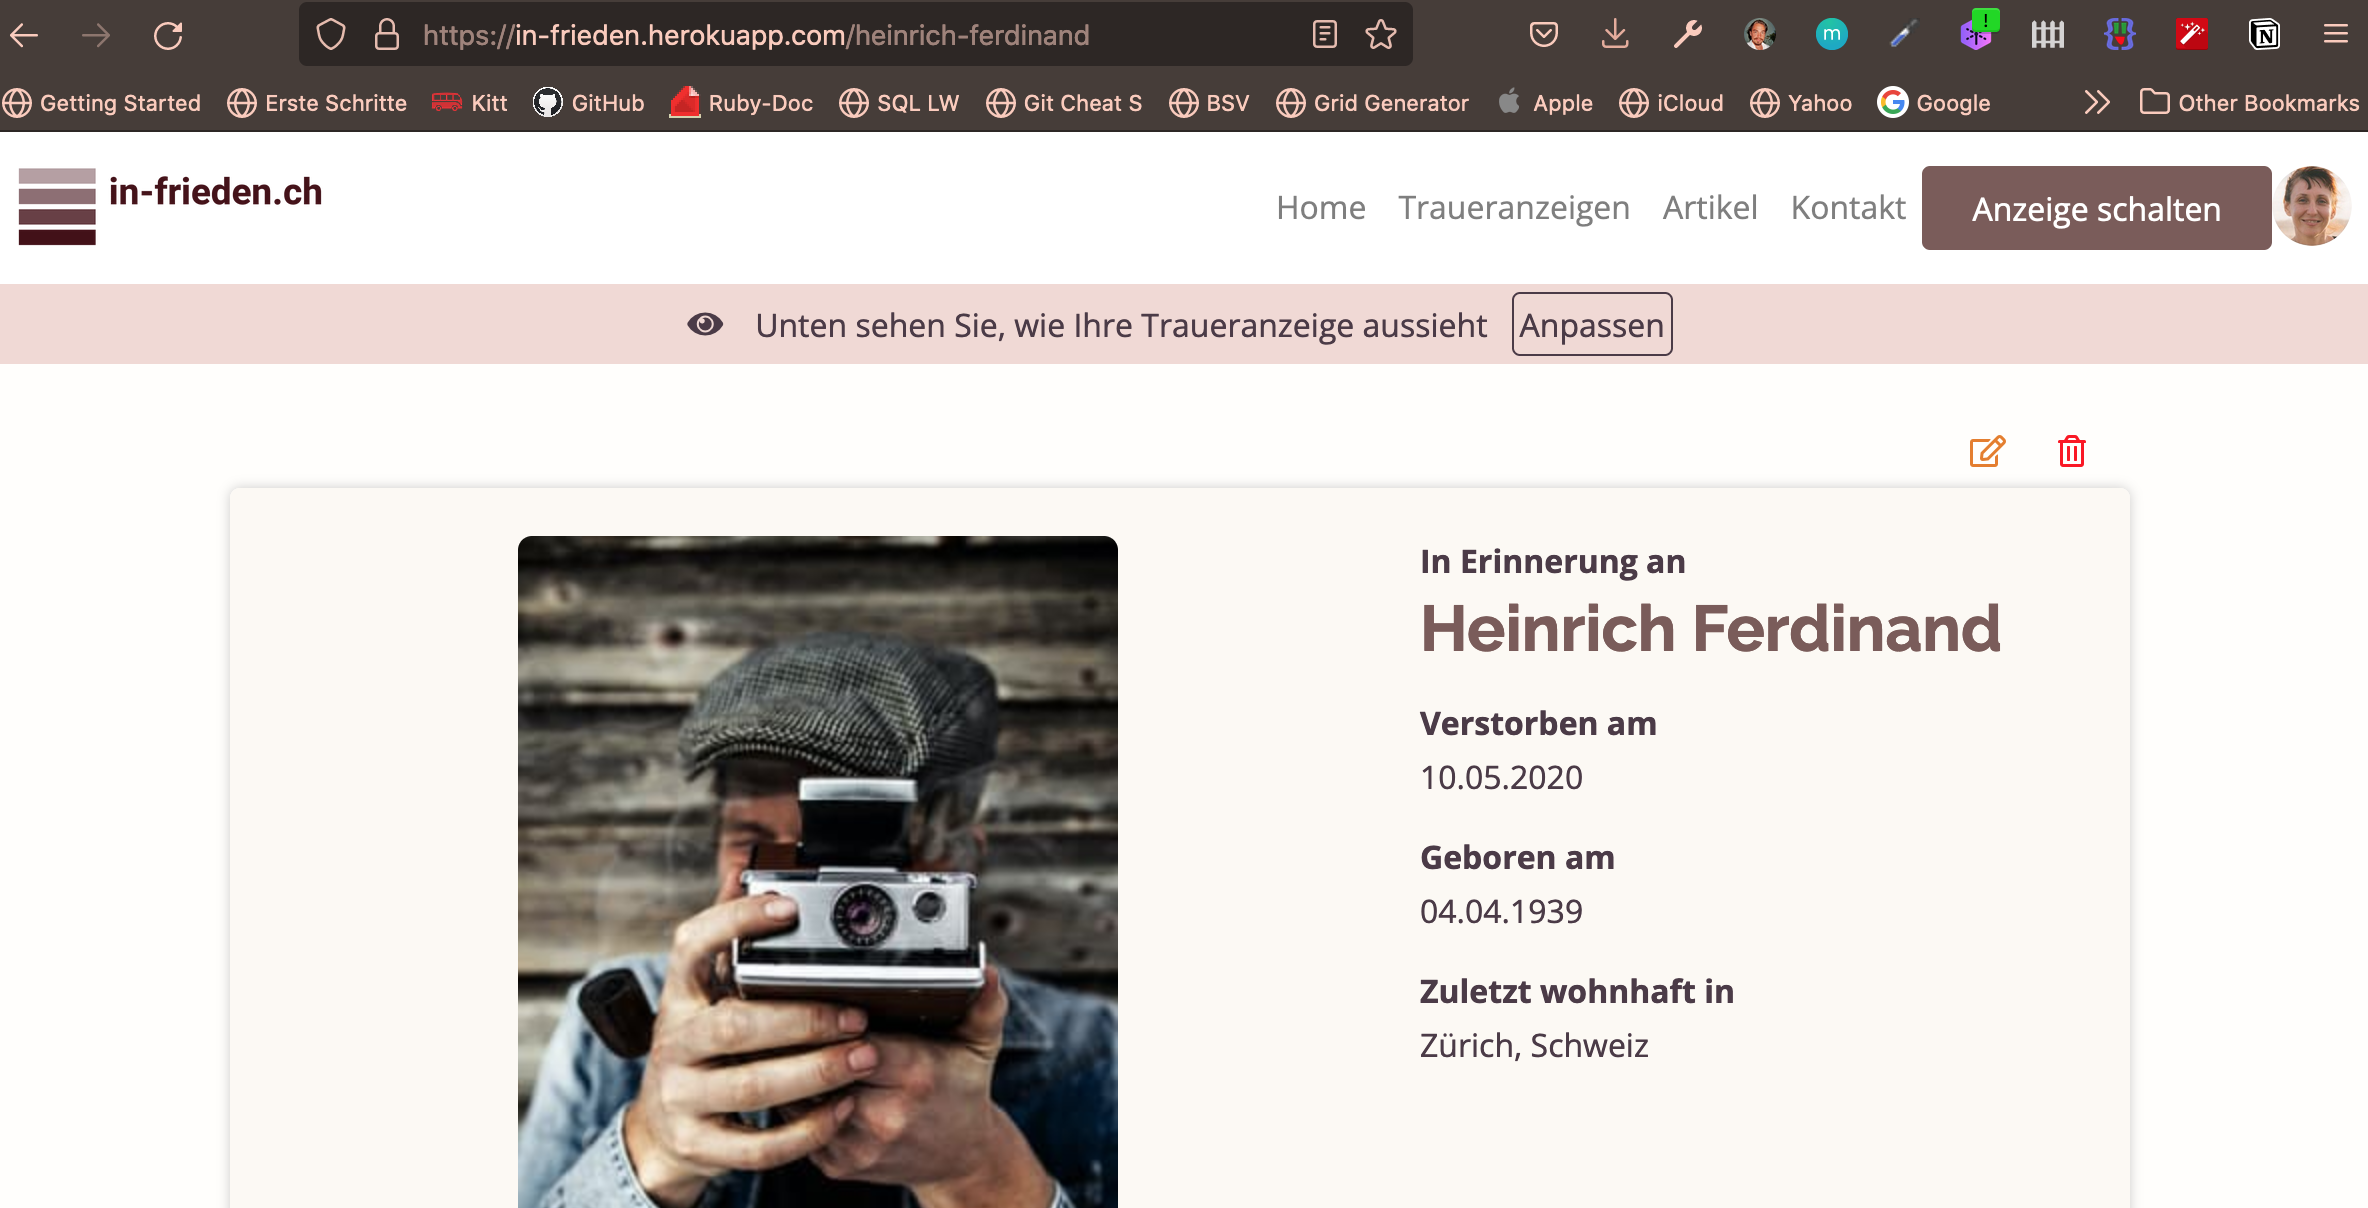 https://in-frieden.herokuapp.com/heinrich-ferdinand
m
!
N
Getting Started Erste Schritte Kitt GitHub Ruby-Doc SQL LW Git Cheat S BSV Grid Generator Apple iCloud Yahoo Google Other Bookmarks
in-frieden.ch
Home Traueranzeigen Artikel Kontakt Anzeige schalten
Unten sehen Sie, wie Ihre Traueranzeige aussieht Anpassen
In Erinnerung an
Heinrich Ferdinand
Verstorben am
10.05.2020
Geboren am
04.04.1939
Zuletzt wohnhaft in
Zürich, Schweiz